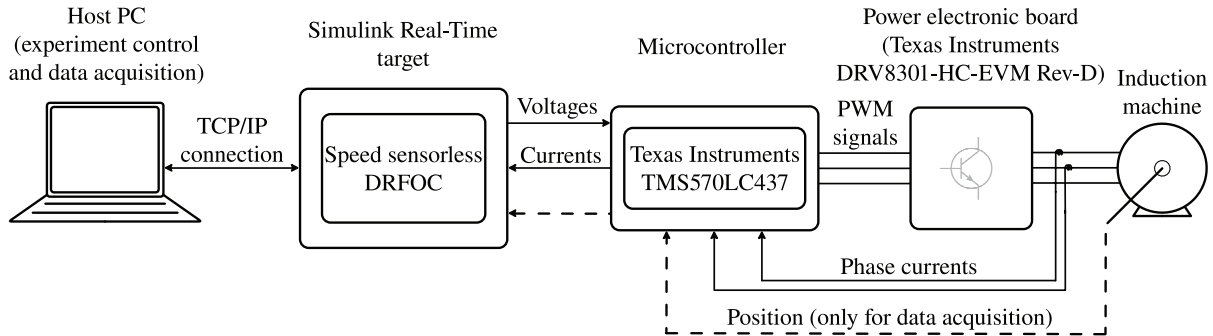 Host PC
(experiment control
and data acquisition)
Simulink Real-Time
target
Microcontroller
Power electronic board
(Texas Instruments
DRV8301-HC-EVM Rev-D)
Induction
machine
TCP/IP
connection
Speed sensorless
DRFOC
Voltages
Currents
Texas Instruments
TMS570LC437
PWM
signals
Phase currents
Position (only for data acquisition)